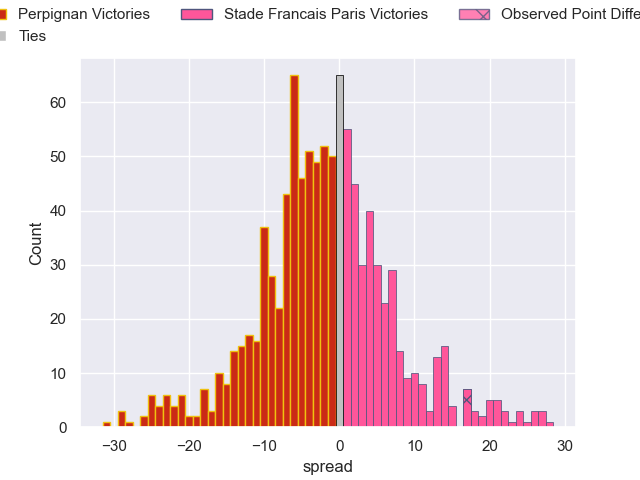 Perpignan Victories Stade Francais Paris Victories Observed Point Diffe
Ties
60
50
40
30
20
10
0
Count
−30 −20 −10 0 10 20 30
spread